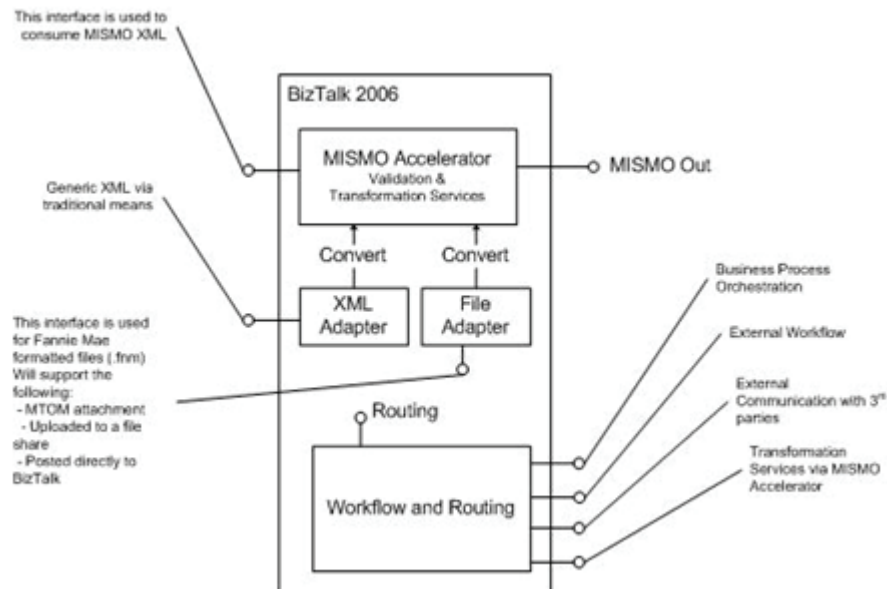 This interface is used to
consume MISMO XML
BizTalk 2006
MISMO Accelerator
Validation &
Transformation Services
MISMO Out
Generic XML via
traditional means
Convert
Convert
XML
Adapter
File
Adapter
This interface is used
for Fannie Mae
formatted files (.fnm)
Will support the
following:
- MTOM attachment
- Uploaded to a file
share
- Posted directly to
BizTalk
Routing
Workflow and Routing
Business Process
Orchestration
External Workflow
External
Communication with 3rd
parties
Transformation
Services via MISMO
Accelerator